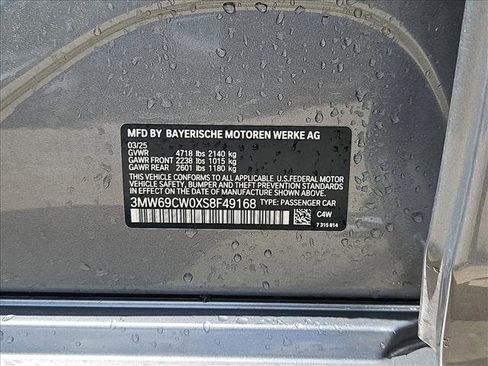 MFD BY BAYERISCHE MOTOREN WERKE AG
03/25
GVWR 4718 lbs 2140 kg
GAWR FRONT 2238 lbs 1015 kg
GAWR REAR 2601 lbs 1180 kg
THIS VEHICLE CONFORMS TO ALL APPLICABLE U.S.FEDERAL MOTOR
VEHICLE SAFETY, BUMPER AND THEFT PREVENTION STANDARDS
IN EFFECT ON THE DATE OF MANUFACTURE SHOWN ABOVE.
3MW69CW0XS8F49168 TYPE: PASSENGER CAR
C4W
7 315 814